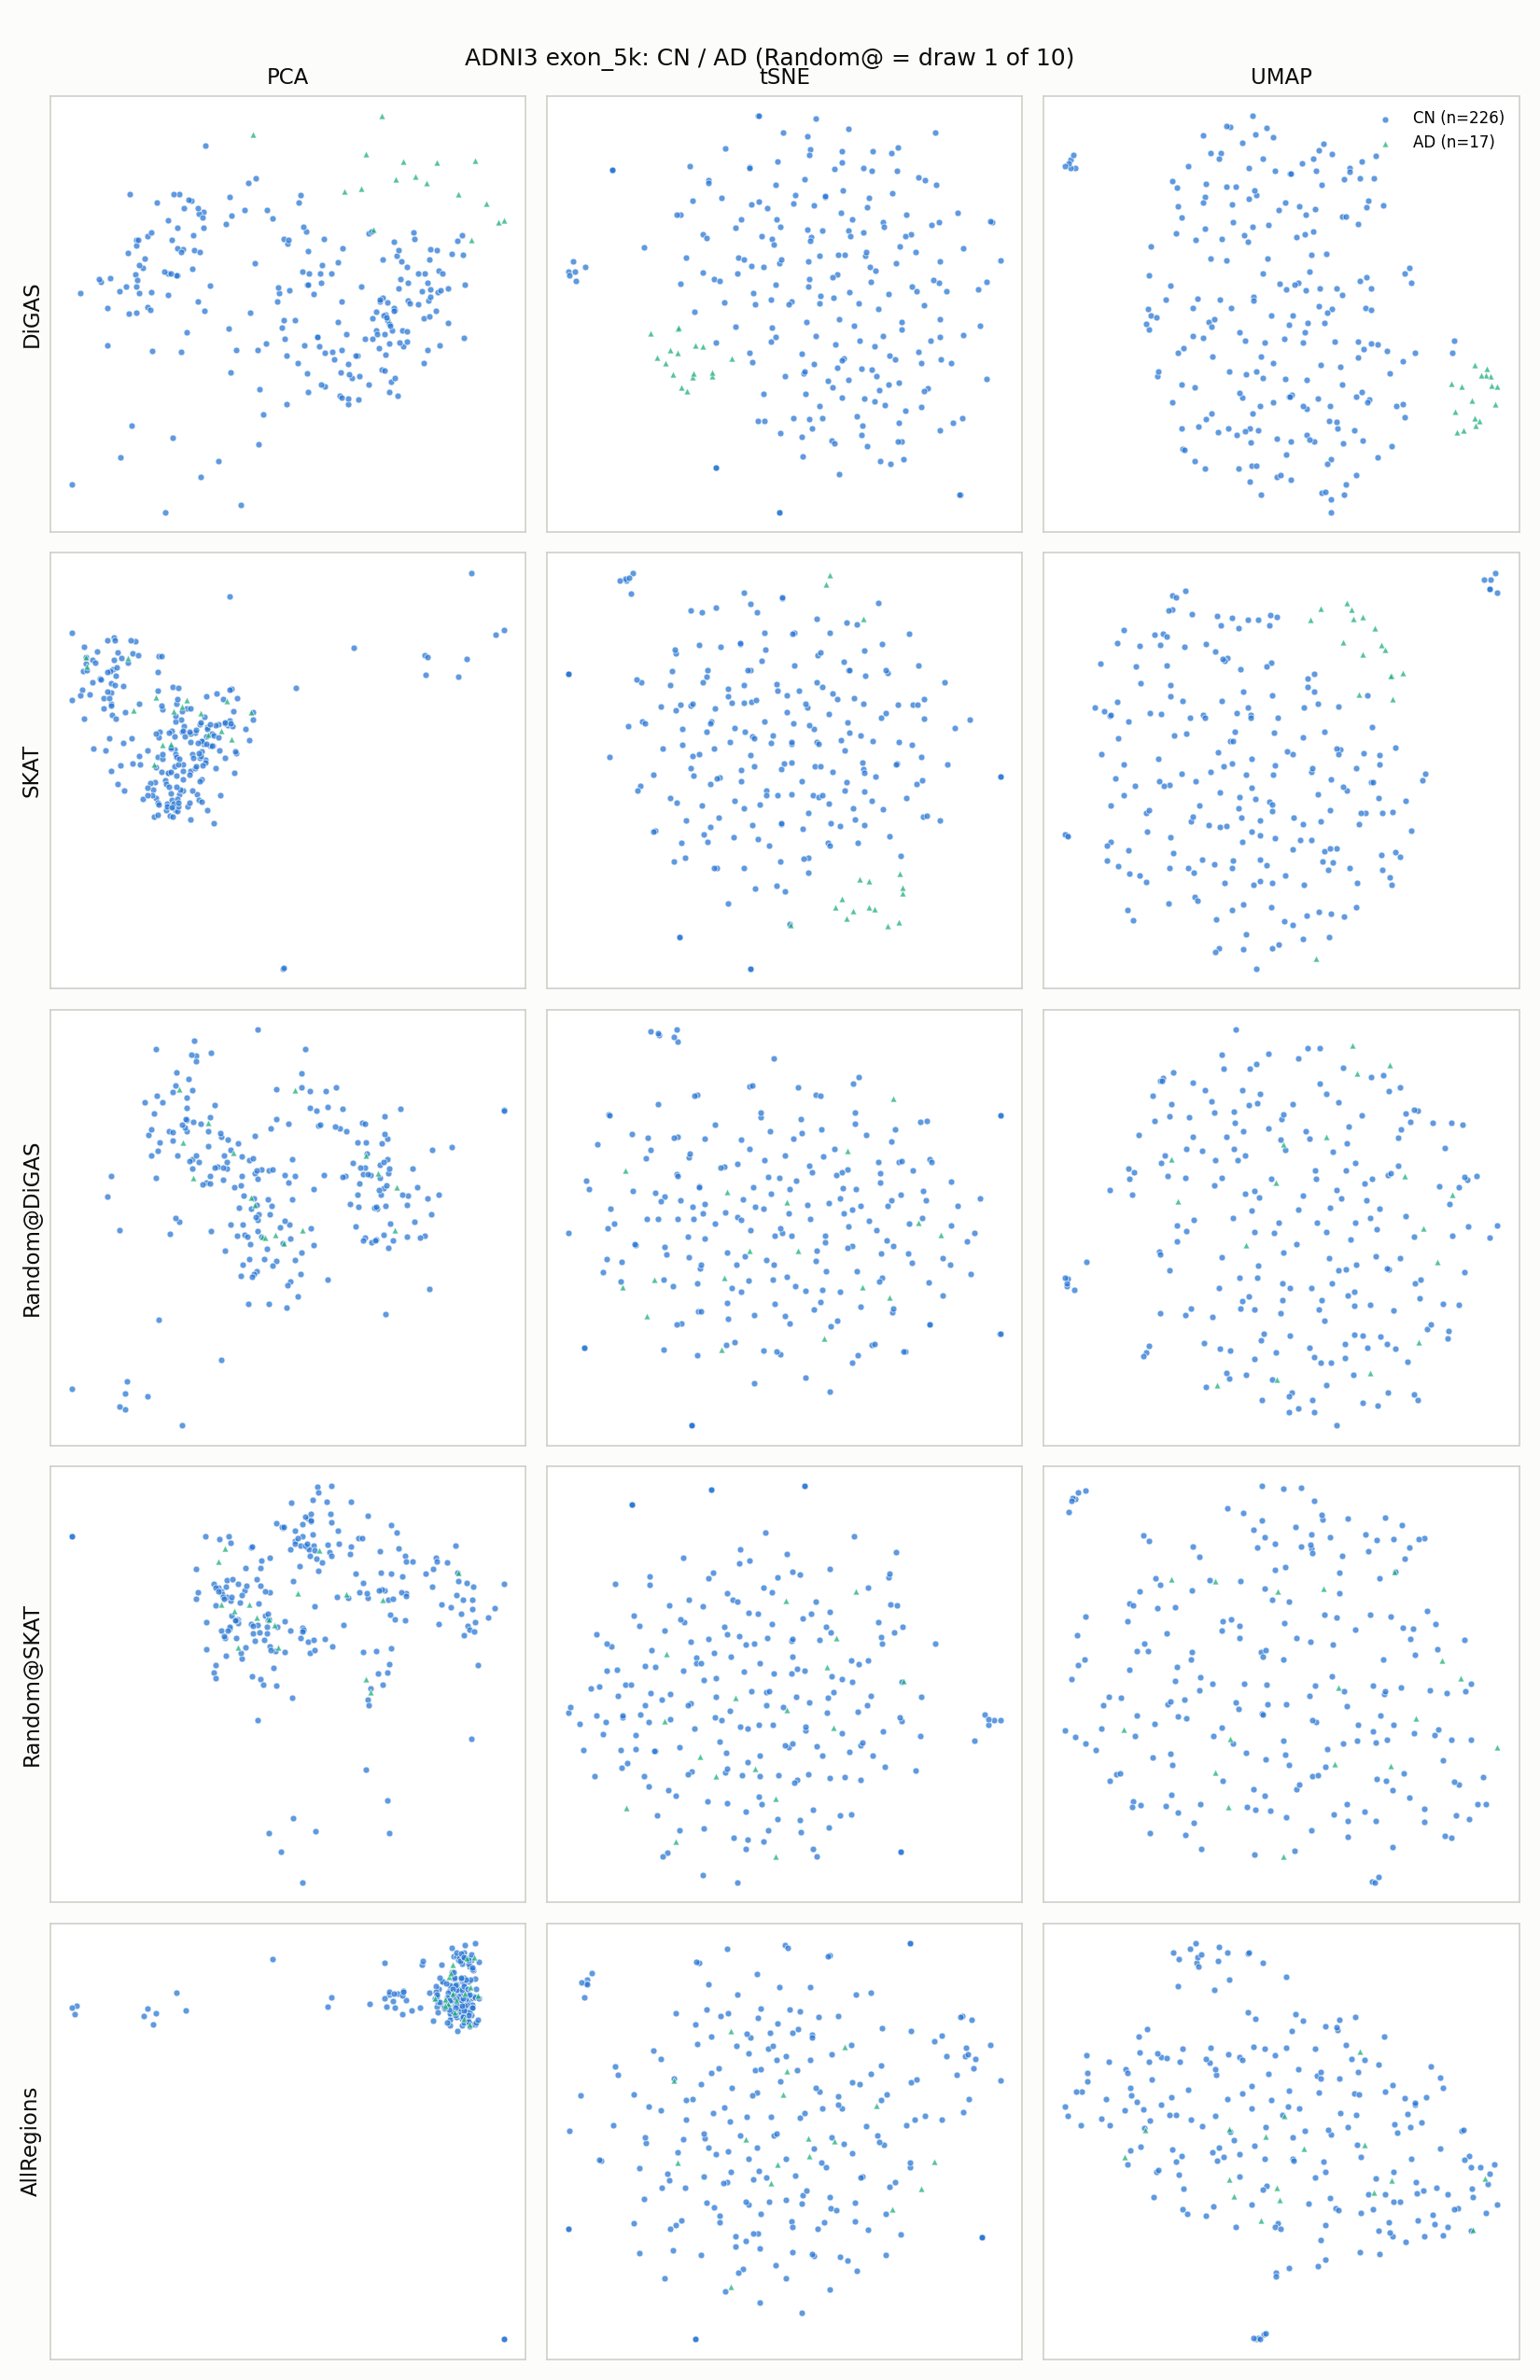 ADNI3 exon_5k: CN / AD (Random@ = draw 1 of 10)
PCA
tSNE
UMAP
CN (n=226)
AD (n=17)
DiGAS
SKAT
Random@DiGAS
Random@SKAT
AllRegions